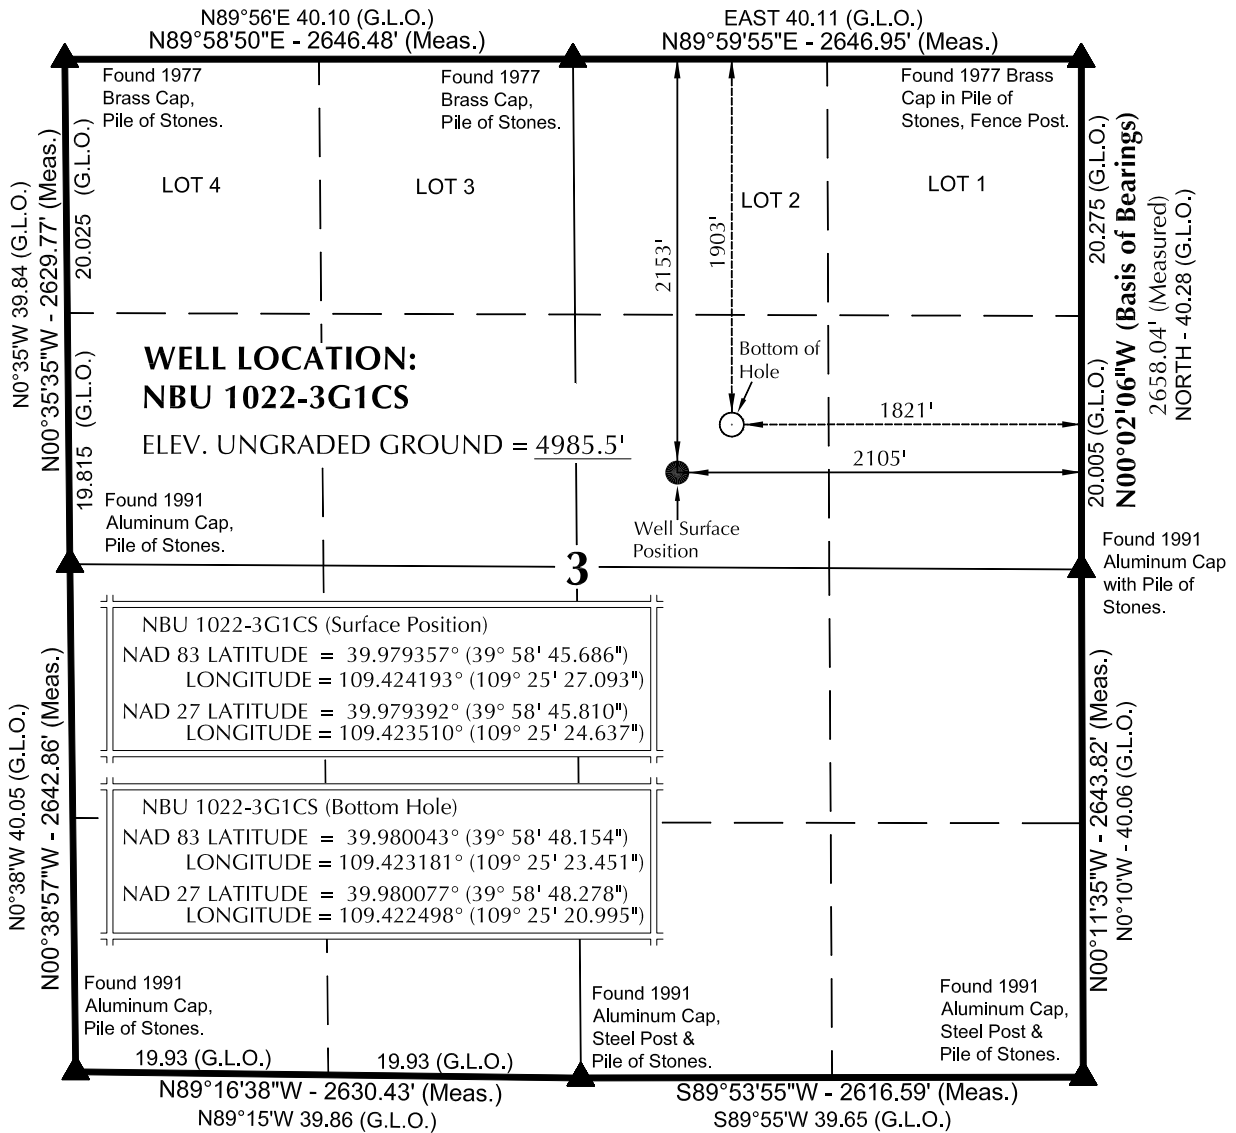 N89°56'E 40.10 (G.L.O.)
N89°58'50"E - 2646.48' (Meas.)
EAST 40.11 (G.L.O.)
N89°59'55"E - 2646.95' (Meas.)
Found 1977
Brass Cap,
Pile of Stones.
Found 1977
Brass Cap,
Pile of Stones.
Found 1977 Brass
Cap in Pile of
Stones, Fence Post.
LOT 4
LOT 3
LOT 2
LOT 1
N0°35'W 39.84 (G.L.O.)
N00°35'35"W - 2629.77' (Meas.)
20.025 (G.L.O.)
19.815 (G.L.O.)
2153'
1903'
20.275 (G.L.O.)
20.005 (G.L.O.)
N00°02'06"W (Basis of Bearings)
2658.04' (Measured)
NORTH - 40.28 (G.L.O.)
WELL LOCATION:
NBU 1022-3G1CS
ELEV. UNGRADED GROUND = 4985.5'
Bottom of
Hole
1821'
2105'
Well Surface
Position
Found 1991
Aluminum Cap,
Pile of Stones.
Found 1991
Aluminum Cap
with Pile of
Stones.
3
NBU 1022-3G1CS (Surface Position)
NAD 83 LATITUDE = 39.979357° (39° 58' 45.686")
LONGITUDE = 109.424193° (109° 25' 27.093")
NAD 27 LATITUDE = 39.979392° (39° 58' 45.810")
LONGITUDE = 109.423510° (109° 25' 24.637")
NBU 1022-3G1CS (Bottom Hole)
NAD 83 LATITUDE = 39.980043° (39° 58' 48.154")
LONGITUDE = 109.423181° (109° 25' 23.451")
NAD 27 LATITUDE = 39.980077° (39° 58' 48.278")
LONGITUDE = 109.422498° (109° 25' 20.995")
N0°38'W 40.05 (G.L.O.)
N00°38'57"W - 2642.86' (Meas.)
N00°11'35"W - 2643.82' (Meas.)
N0°10'W - 40.06 (G.L.O.)
Found 1991
Aluminum Cap,
Pile of Stones.
Found 1991
Aluminum Cap,
Steel Post &
Pile of Stones.
Found 1991
Aluminum Cap,
Steel Post &
Pile of Stones.
19.93 (G.L.O.)
19.93 (G.L.O.)
N89°16'38"W - 2630.43' (Meas.)
N89°15'W 39.86 (G.L.O.)
S89°53'55"W - 2616.59' (Meas.)
S89°55'W 39.65 (G.L.O.)